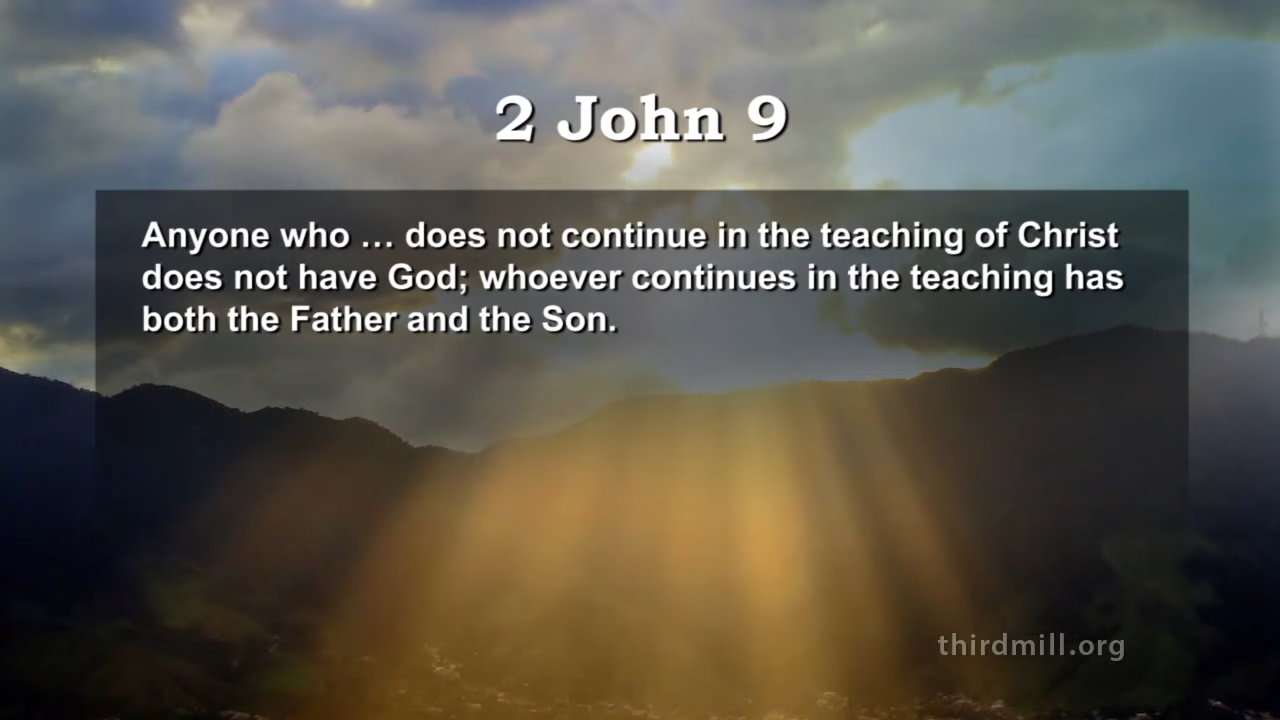 2 John 9
Anyone who … does not continue in the teaching of Christ
does not have God; whoever continues in the teaching has
both the Father and the Son.
thirdmill.org